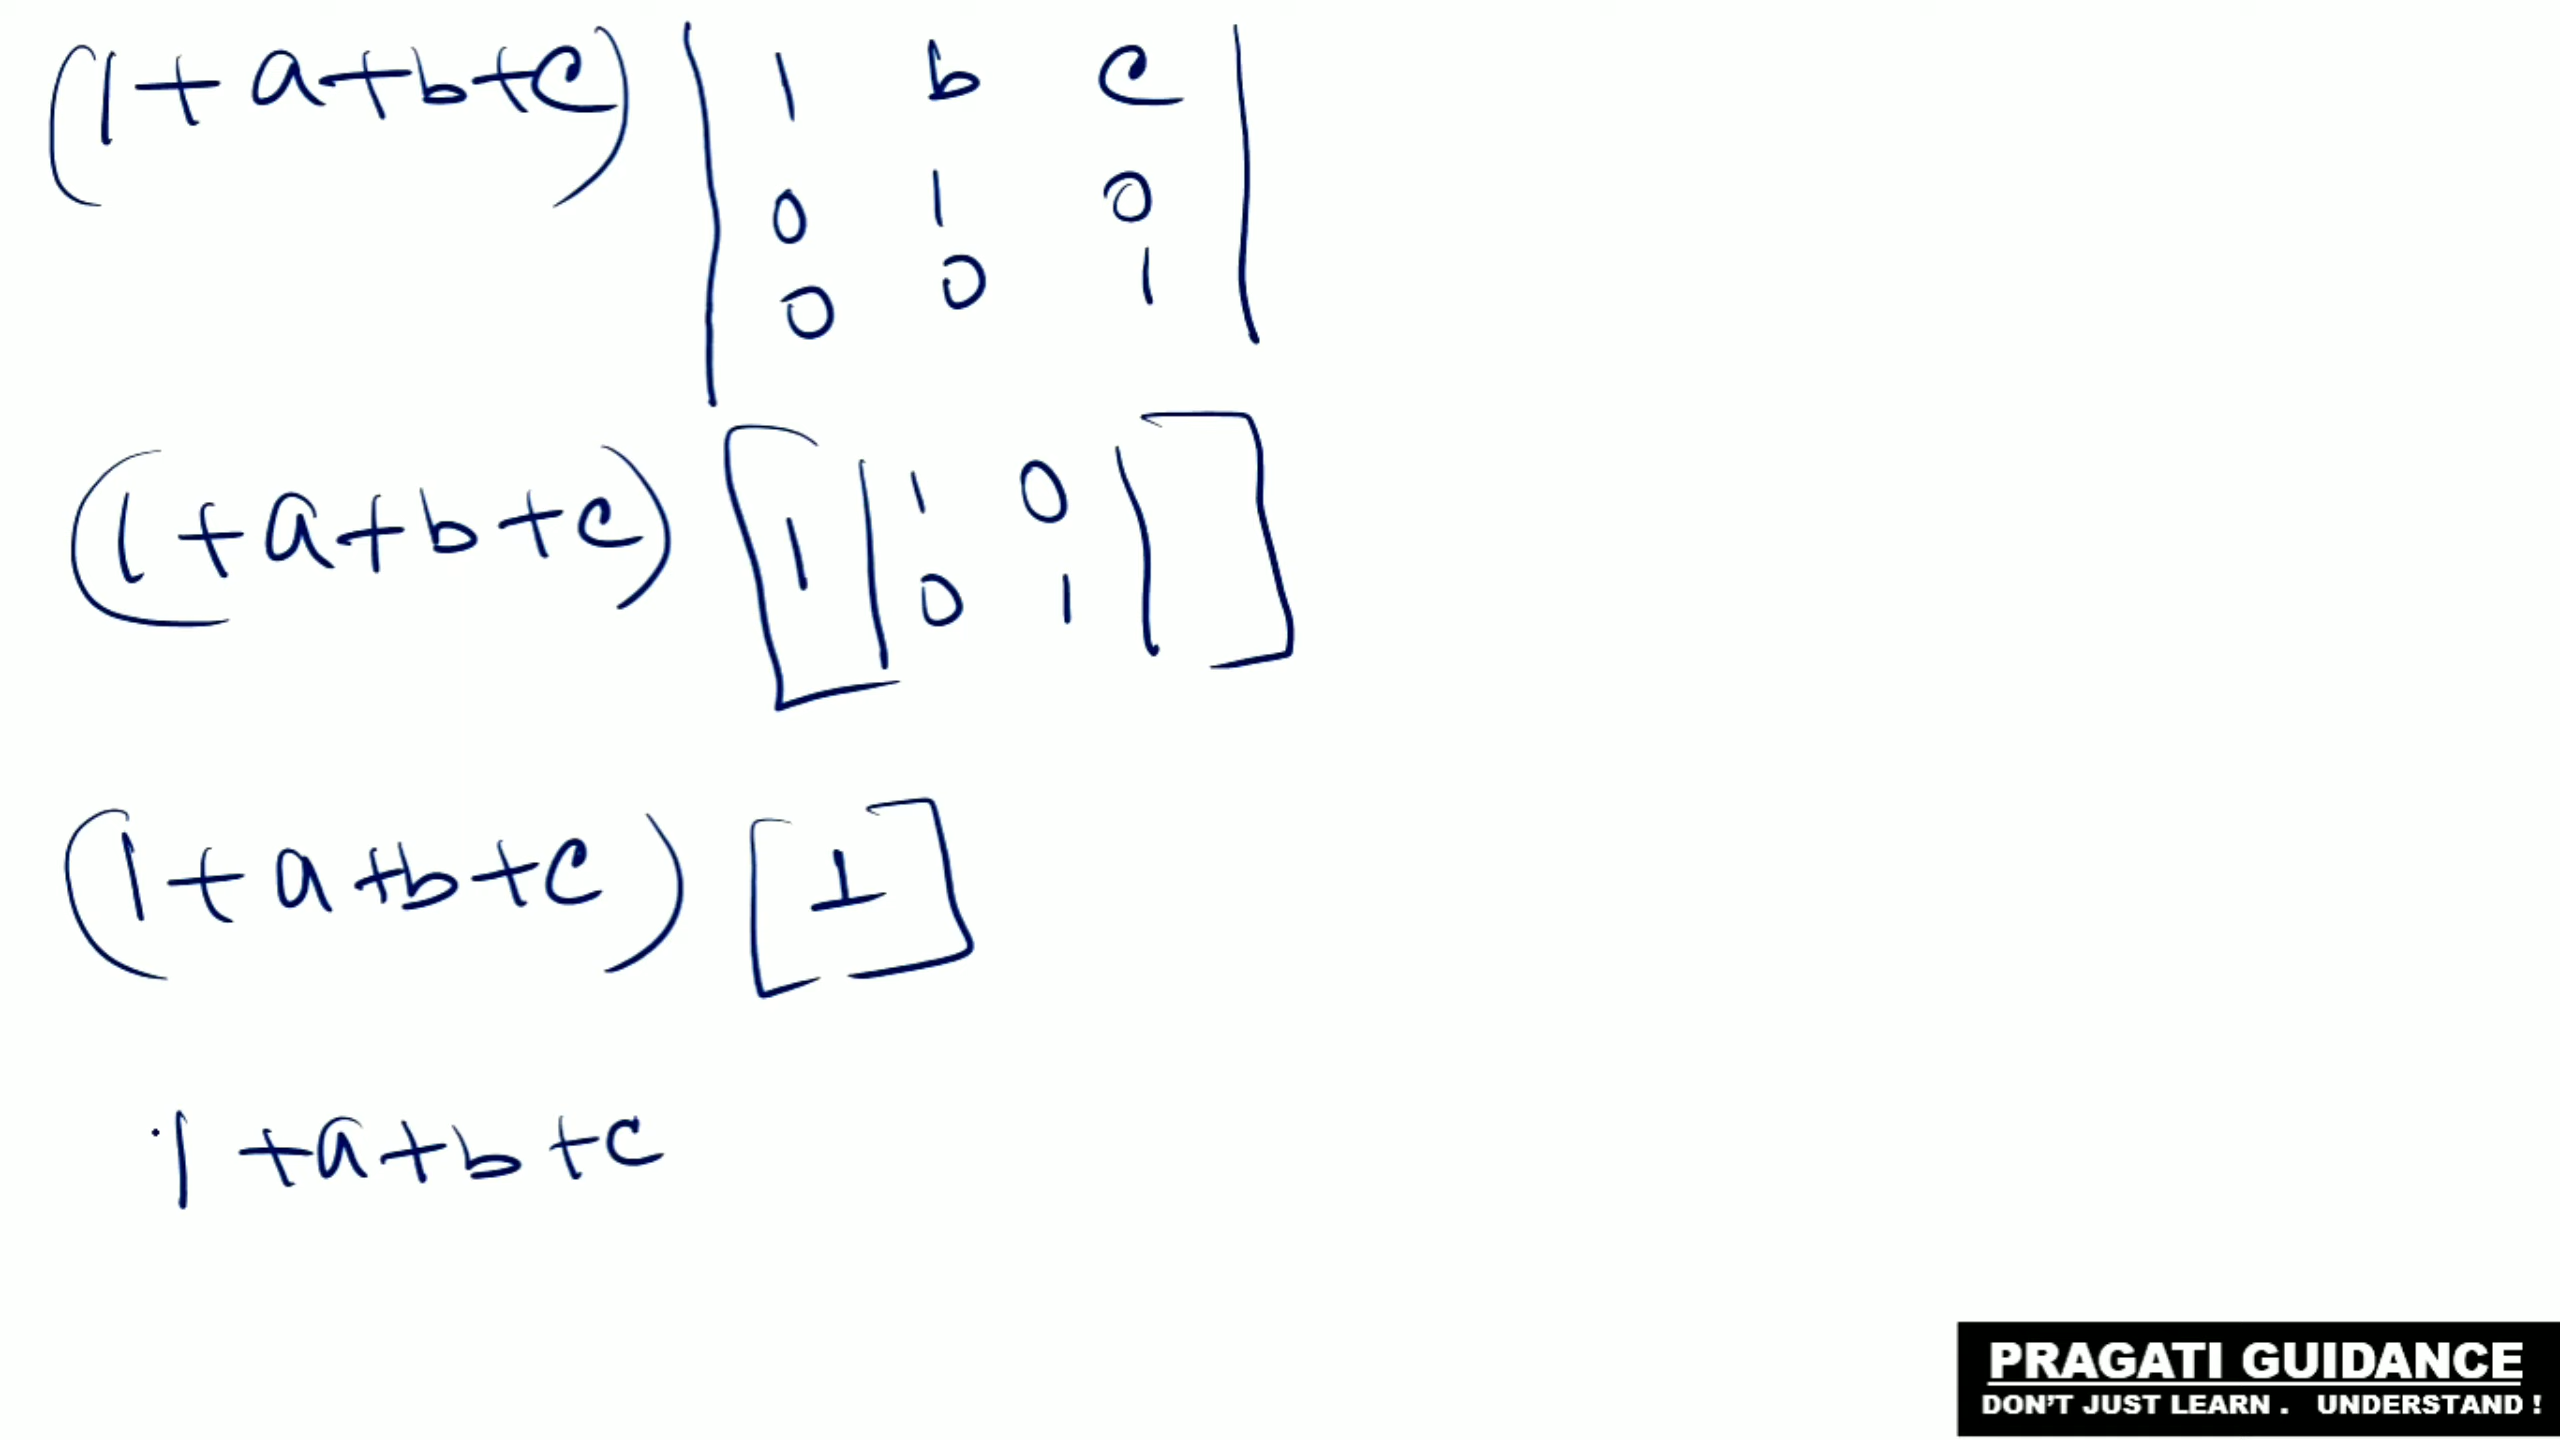 (1+a+b+c) | 1 b c |
0 1 0
0 0 1
(1+a+b+c) [ 1 | 1 0 | ]
0 1
(1+a+b+c) [1]
1+a+b+c
PRAGATI GUIDANCE
DON'T JUST LEARN . UNDERSTAND !